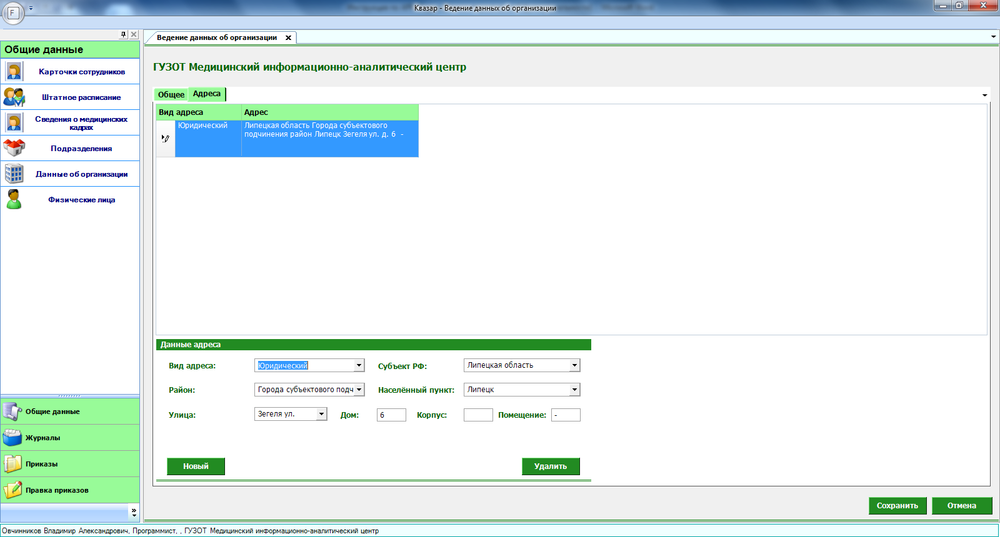 Квазар - Ведение данных об организации
F
Общие данные
Карточки сотрудников
Штатное расписание
Сведения о медицинских
кадрах
Подразделения
Данные об организации
Физические лица
Общие данные
Журналы
Приказы
Правка приказов
Ведение данных об организации
ГУЗОТ Медицинский информационно-аналитический центр
Общее Адреса
Вид адреса Адрес
Юридический Липецкая область Города субъектового
подчинения район Липецк Зегеля ул. д. 6 -
Данные адреса
Вид адреса: Юридический Субъект РФ: Липецкая область
Район: Города субъектового подч Населённый пункт: Липецк
Улица: Зегеля ул. Дом: 6 Корпус: Помещение: -
Новый Удалить
Сохранить Отмена
Овчинников Владимир Александрович, Программист, , ГУЗОТ Медицинский информационно-аналитический центр